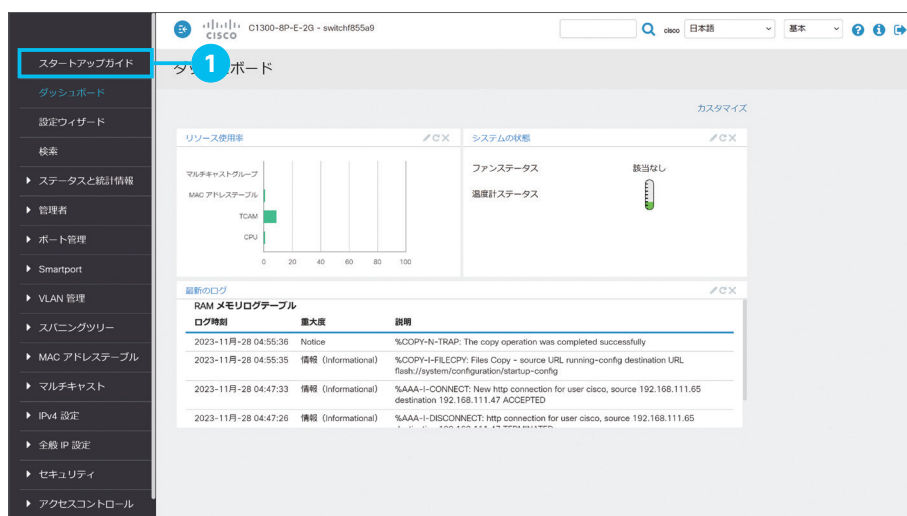 CISCO
C1300-8P-E-2G - switchf855a9
cisco
日本語
基本
スタートアップガイド
1
ダッシュボード
ダッシュボード
設定ウィザード
検索
ステータスと統計情報
管理者
ポート管理
Smartport
VLAN 管理
スパニングツリー
MAC アドレステーブル
マルチキャスト
IPv4 設定
全般 IP 設定
セキュリティ
アクセスコントロール
カスタマイズ
リソース使用率
マルチキャストグループ
MAC アドレステーブル
TCAM
CPU
0 20 40 60 80 100
システムの状態
ファンステータス 該当なし
温度計ステータス
最新のログ
RAM メモリログテーブル
ログ時刻 重大度 説明
2023-11月-28 04:55:36 Notice %COPY-N-TRAP: The copy operation was completed successfully
2023-11月-28 04:55:35 情報 (Informational) %COPY-I-FILECPY: Files Copy - source URL running-config destination URL
flash://system/configuration/startup-config
2023-11月-28 04:47:33 情報 (Informational) %AAA-I-CONNECT: New http connection for user cisco, source 192.168.111.65
destination 192.168.111.47 ACCEPTED
2023-11月-28 04:47:26 情報 (Informational) %AAA-I-DISCONNECT: http connection for user cisco, source 192.168.111.65
destination 192.168.111.47 TERMINATED